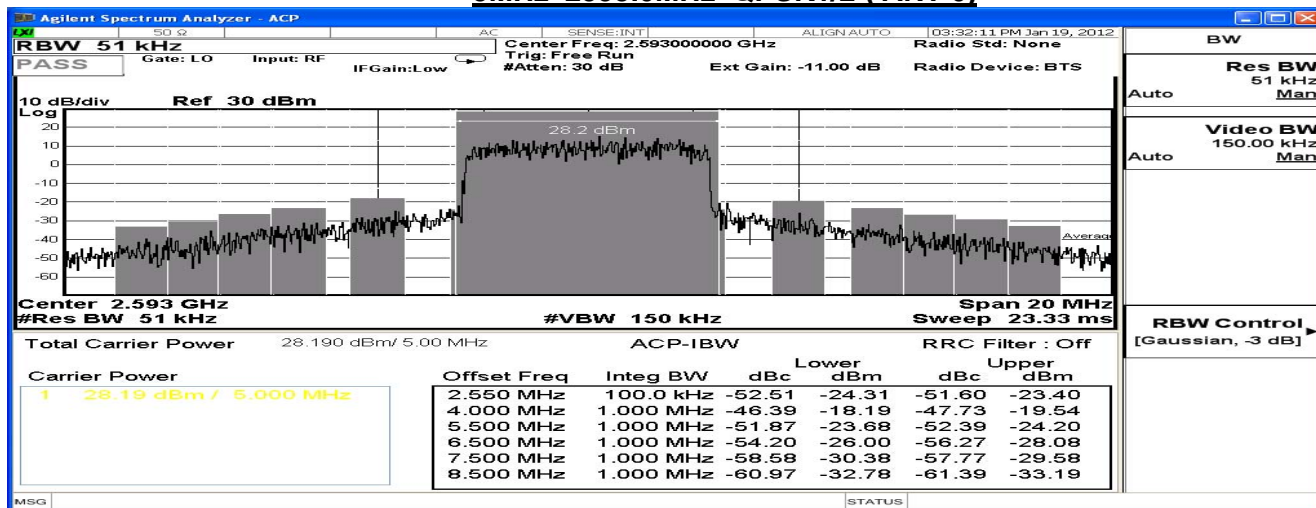 Agilent Spectrum Analyzer - ACP
LXI 50 Ω AC SENSE:INT ALIGN AUTO 03:32:11 PM Jan 19, 2012
RBW 51 kHz
Center Freq: 2.593000000 GHz
Radio Std: None
PASS
Gate: LO
Input: RF
IFGain:Low
Trig: Free Run
#Atten: 30 dB
Ext Gain: -11.00 dB
Radio Device: BTS
10 dB/div Ref 30 dBm
Log
20
10
0
-10
-20
-30
-40
-50
-60
28.2 dBm
Average
Center 2.593 GHz Span 20 MHz
#Res BW 51 kHz #VBW 150 kHz Sweep 23.33 ms
Total Carrier Power 28.190 dBm/ 5.00 MHz ACP-IBW RRC Filter : Off
Lower Upper
Carrier Power Offset Freq Integ BW dBc dBm dBc dBm
1 28.19 dBm / 5.000 MHz
2.550 MHz 100.0 kHz -52.51 -24.31 -51.60 -23.40
4.000 MHz 1.000 MHz -46.39 -18.19 -47.73 -19.54
5.500 MHz 1.000 MHz -51.87 -23.68 -52.39 -24.20
6.500 MHz 1.000 MHz -54.20 -26.00 -56.27 -28.08
7.500 MHz 1.000 MHz -58.58 -30.38 -57.77 -29.58
8.500 MHz 1.000 MHz -60.97 -32.78 -61.39 -33.19
MSG STATUS
BW
Res BW
51 kHz
Auto Man
Video BW
150.00 kHz
Auto Man
RBW Control
[Gaussian, -3 dB]